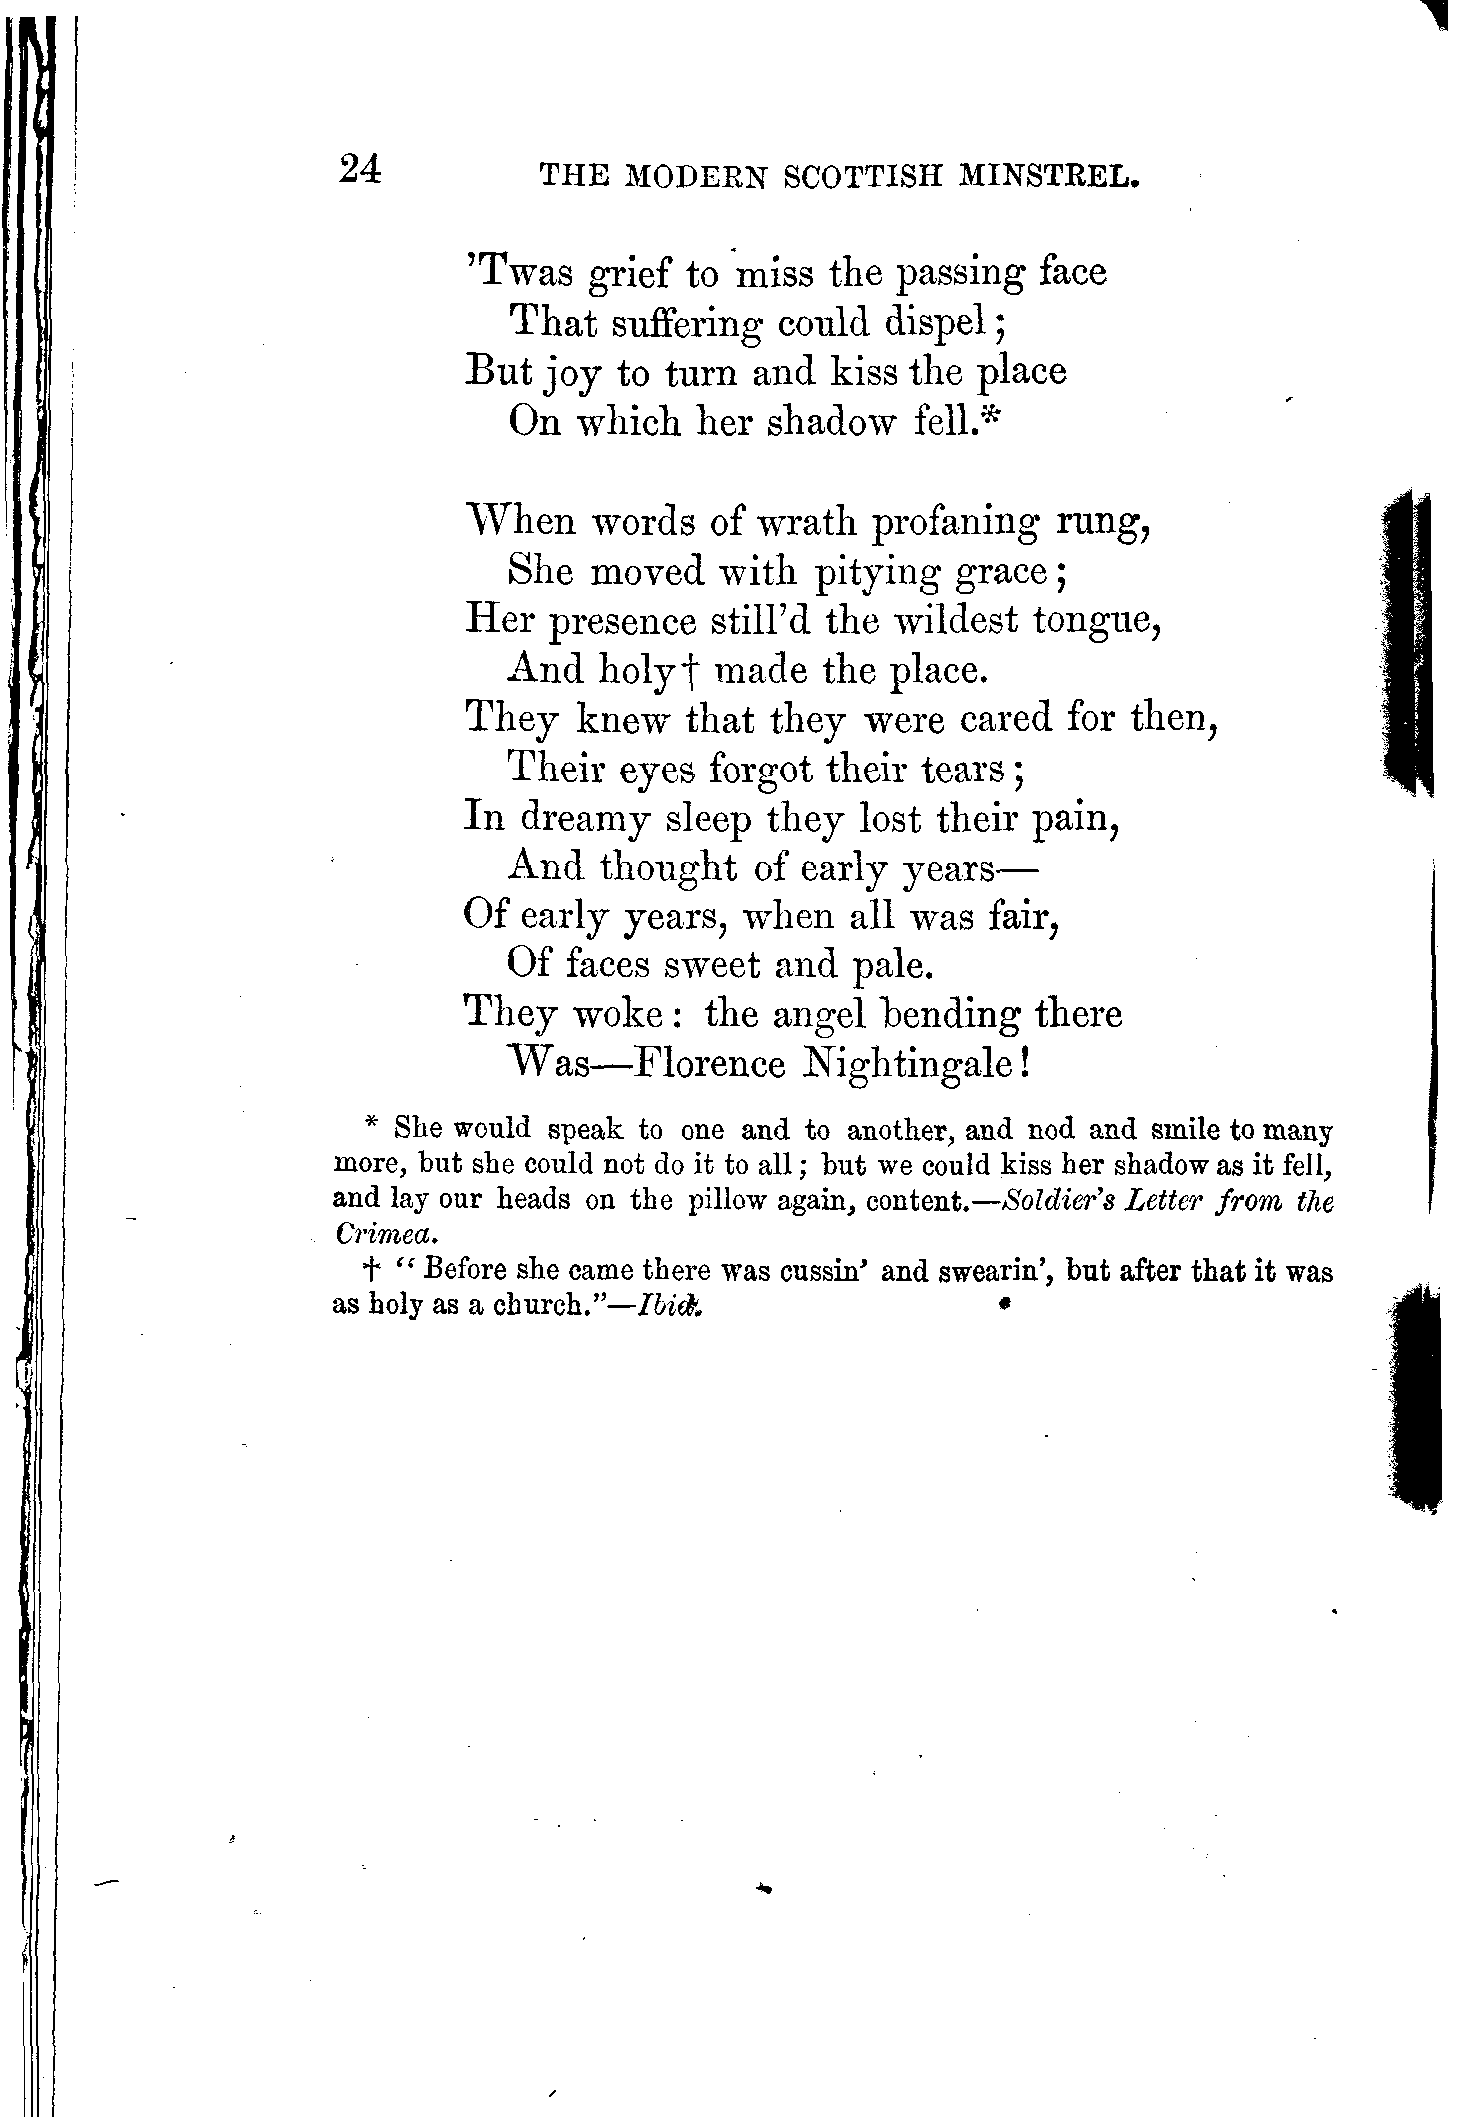 24 THE MODERN SCOTTISH MINSTREL.
'Twas grief to miss the passing face
That suffering could dispel;
But joy to turn and kiss the place
On which her shadow fell.*
When words of wrath profaning rung,
She moved with pitying grace;
Her presence still'd the wildest tongue,
And holy† made the place.
They knew that they were cared for then,
Their eyes forgot their tears;
In dreamy sleep they lost their pain,
And thought of early years—
Of early years, when all was fair,
Of faces sweet and pale.
They woke: the angel bending there
Was—Florence Nightingale!
* She would speak to one and to another, and nod and smile to many
more, but she could not do it to all; but we could kiss her shadow as it fell,
and lay our heads on the pillow again, content.—Soldier's Letter from the
Crimea.
† "Before she came there was cussin' and swearin', but after that it was
as holy as a church."—Ibid.